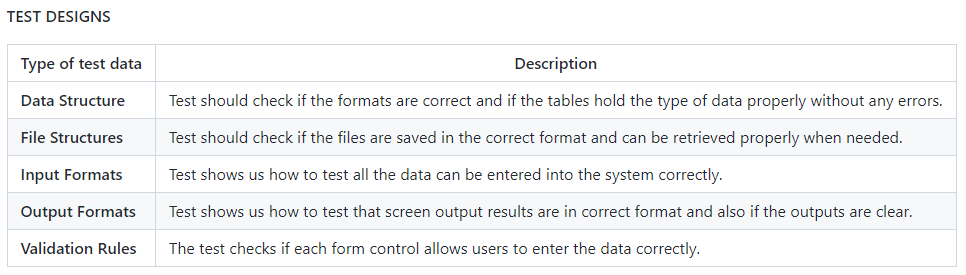 TEST DESIGNS
Type of test data Description
Data Structure Test should check if the formats are correct and if the tables hold the type of data properly without any errors.
File Structures Test should check if the files are saved in the correct format and can be retrieved properly when needed.
Input Formats Test shows us how to test all the data can be entered into the system correctly.
Output Formats Test shows us how to test that screen output results are in correct format and also if the outputs are clear.
Validation Rules The test checks if each form control allows users to enter the data correctly.